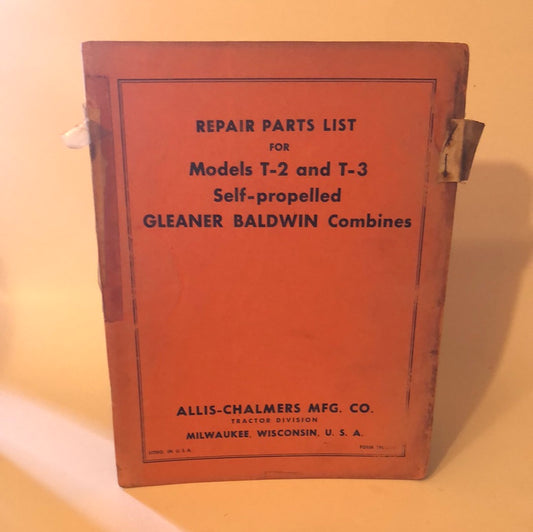 REPAIR PARTS LIST
FOR
Models T-2 and T-3
Self-propelled
GLEANER BALDWIN Combines
ALLIS-CHALMERS MFG. CO.
TRACTOR DIVISION
MILWAUKEE, WISCONSIN, U. S. A.
LITHO. IN U.S.A.
FORM